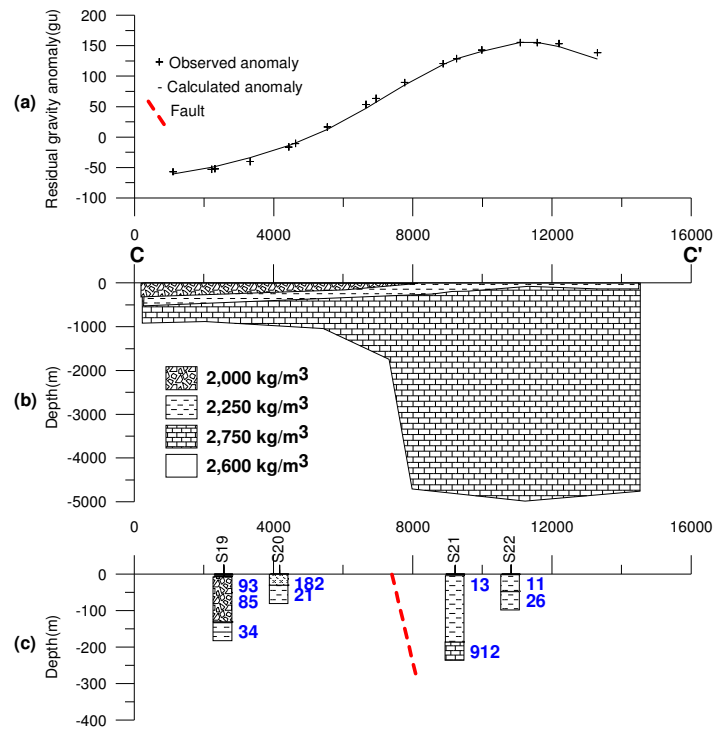 200
150
100
50
0
-50
-100
Residual gravity anomaly(gu)
(a)
+ Observed anomaly
- Calculated anomaly
Fault
0 4000 8000 12000 16000
C C'
0
-1000
-2000
-3000
-4000
-5000
Depth(m)
(b)
2,000 kg/m3
2,250 kg/m3
2,750 kg/m3
2,600 kg/m3
0 4000 8000 12000 16000
S19 S20 S21 S22
0
-100
-200
-300
-400
Depth(m)
(c)
93
85
34
182
21
13
912
11
26